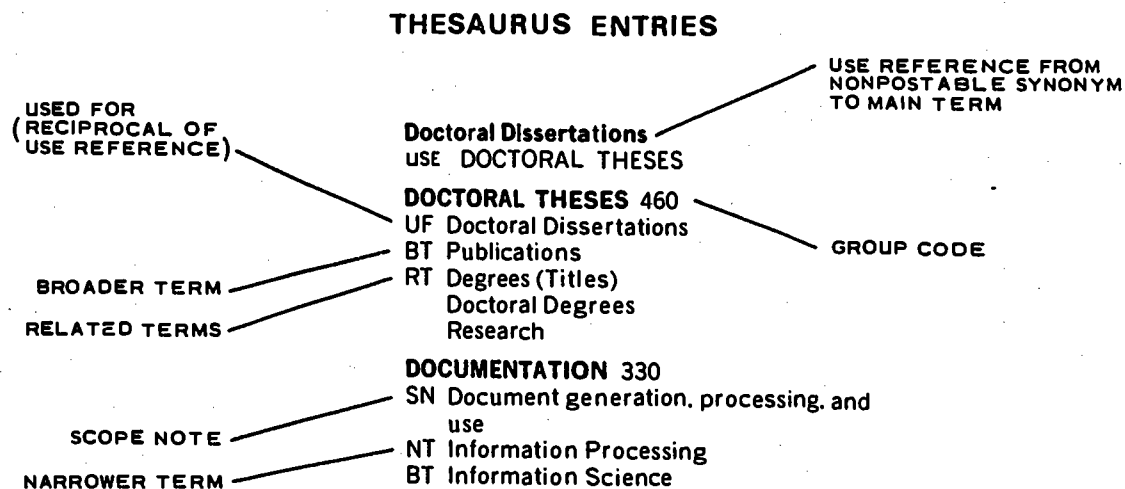 THESAURUS ENTRIES
USE REFERENCE FROM
NONPOSTABLE SYNONYM
TO MAIN TERM
USED FOR
(RECIPROCAL OF
USE REFERENCE)
Doctoral Dissertations
USE DOCTORAL THESES
DOCTORAL THESES 460
UF Doctoral Dissertations
BT Publications
RT Degrees (Titles)
Doctoral Degrees
Research
GROUP CODE
BROADER TERM
RELATED TERMS
DOCUMENTATION 330
SN Document generation, processing, and
use
NT Information Processing
BT Information Science
SCOPE NOTE
NARROWER TERM